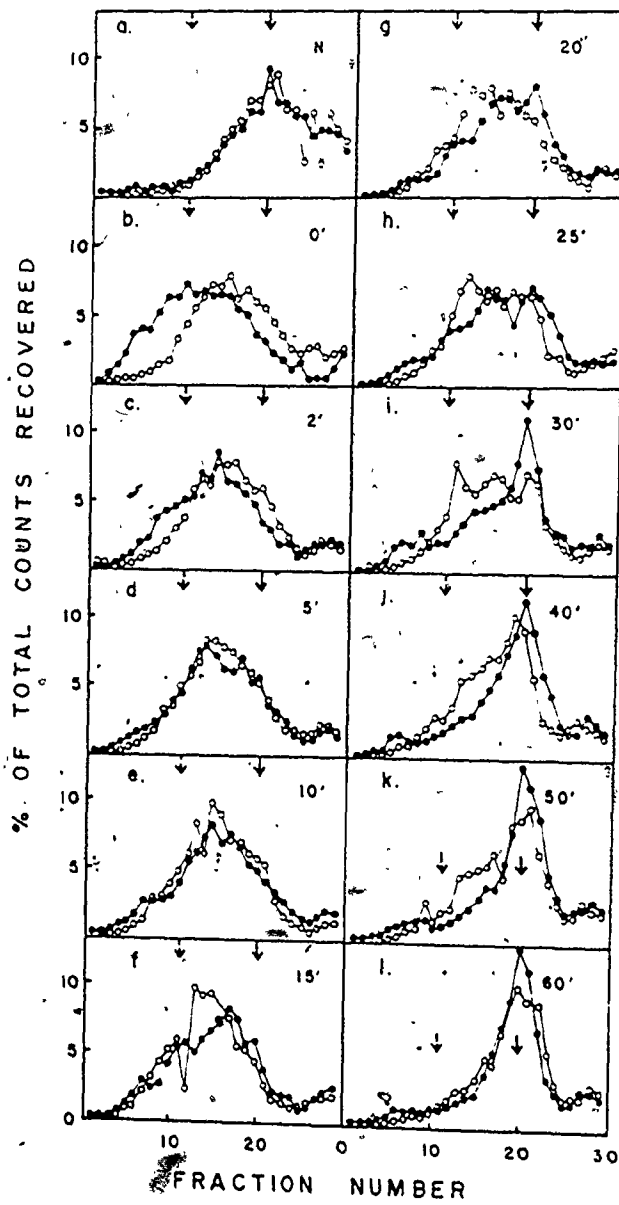 a. N g 20"
10
5
b. 0' h. 25'
10
5
c. 2' i. 30'
10
5
d 5' j. 40'
10
5
e. 10' k. 50'
10
5
f 15' l. 60'
10
5
0
10 20 0 10 20 30
FRACTION NUMBER
% OF TOTAL COUNTS RECOVERED